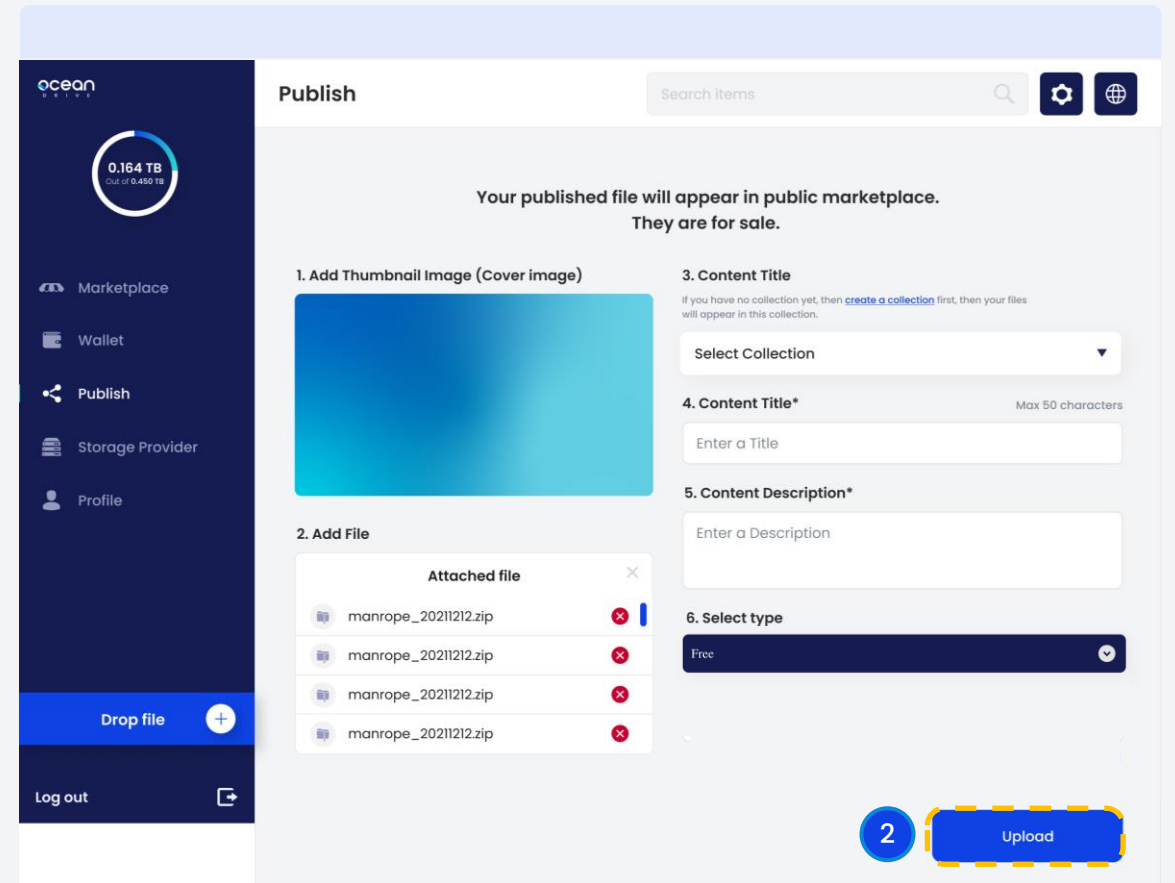 ocean
DRIVE
Publish
Search items
0.164 TB
Out of 0.450 TB
Marketplace
Wallet
Publish
Storage Provider
Profile
Drop file
Log out
Your published file will appear in public marketplace.
They are for sale.
1. Add Thumbnail Image (Cover image)
2. Add File
Attached file
manrope_20211212.zip
manrope_20211212.zip
manrope_20211212.zip
manrope_20211212.zip
3. Content Title
If you have no collection yet, then create a collection first, then your files
will appear in this collection.
Select Collection
4. Content Title*
Max 50 characters
Enter a Title
5. Content Description*
Enter a Description
6. Select type
Free
2
Upload